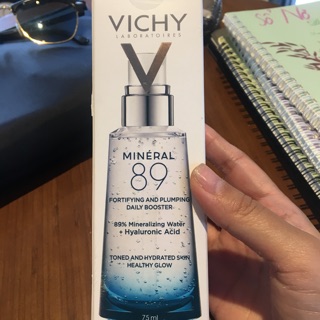 VICHY
LABORATOIRES
MINÉRAL
89
FORTIFYING AND PLUMPING
DAILY BOOSTER
89% Mineralizing Water
+ Hyaluronic Acid
TONED AND HYDRATED SKIN
HEALTHY GLOW
75 ml